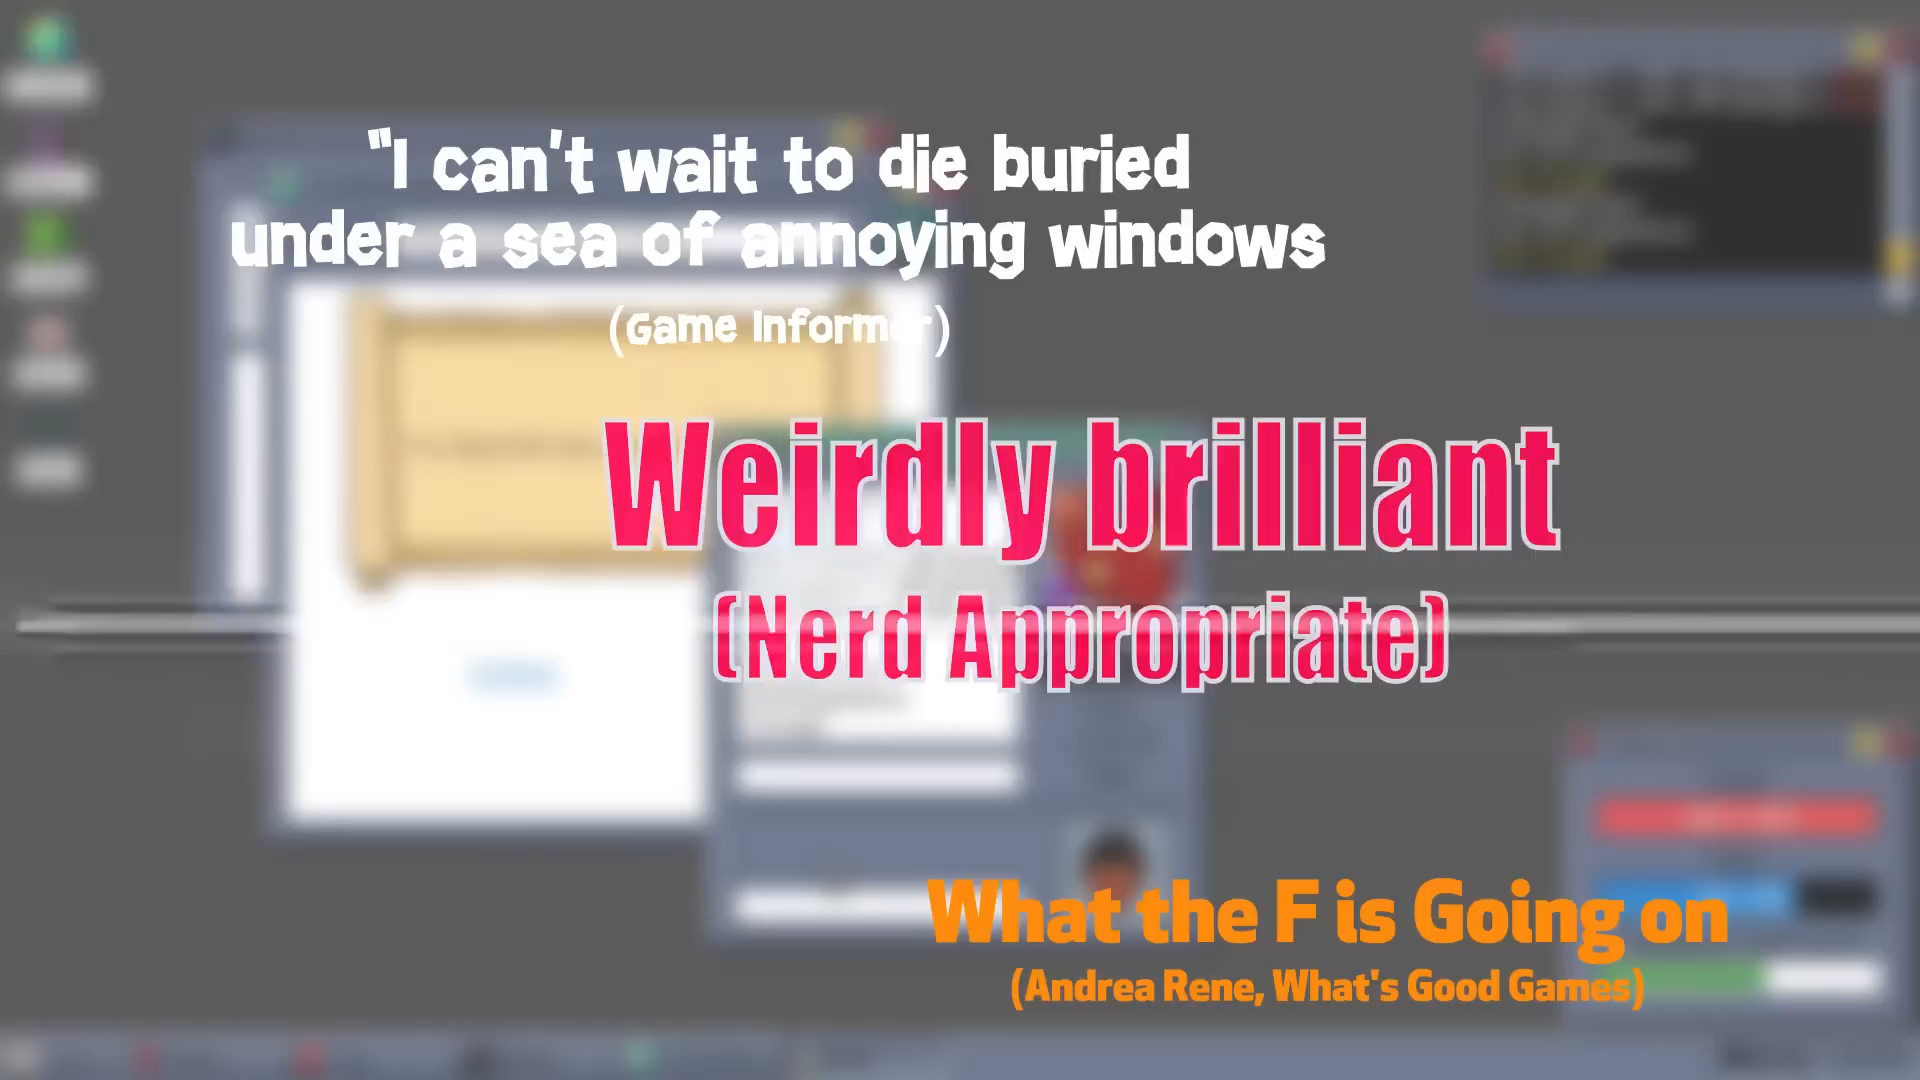 "I can't wait to die buried
under a sea of annoying windows
(Game Informer)
Weirdly brilliant
(Nerd Appropriate)
What the F is Going on
(Andrea Rene, What's Good Games)